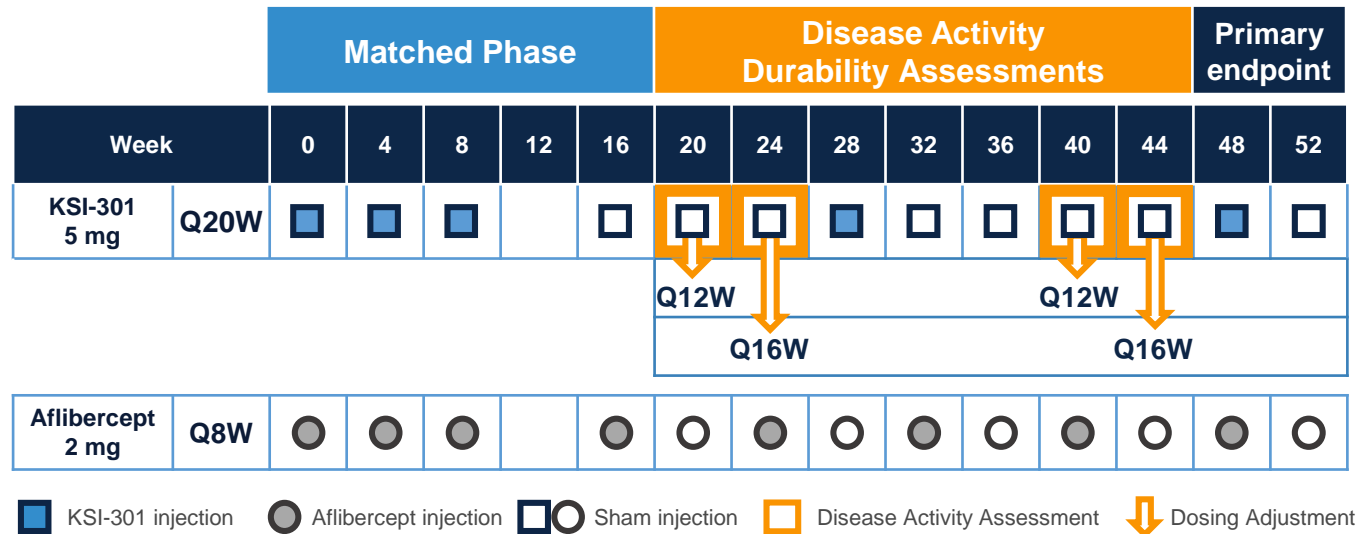 Matched Phase
Disease Activity
Durability Assessments
Primary
endpoint
Week 0 4 8 12 16 20 24 28 32 36 40 44 48 52
KSI-301
5 mg
Q20W
Q12W Q12W
Q16W Q16W
Aflibercept
2 mg
Q8W
KSI-301 injection Aflibercept injection Sham injection Disease Activity Assessment Dosing Adjustment